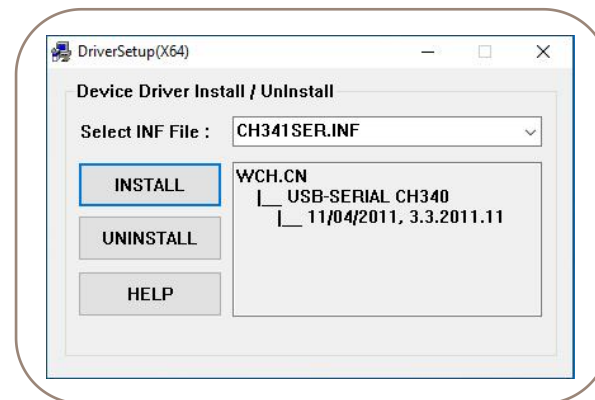 DriverSetup(X64)
Device Driver Install / UnInstall
Select INF File :
CH341SER.INF
INSTALL
UNINSTALL
HELP
WCH.CN
|__ USB-SERIAL CH340
|__ 11/04/2011, 3.3.2011.11